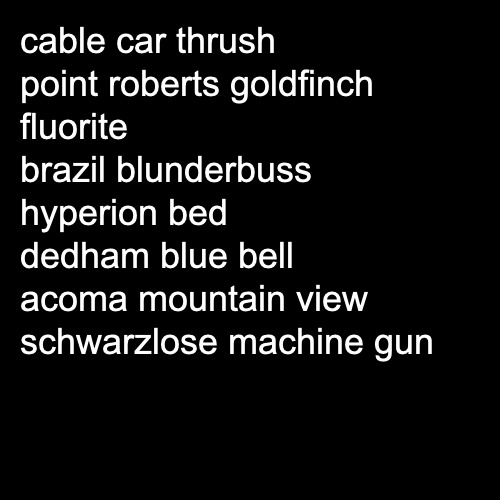 cable car thrush
point roberts goldfinch
fluorite
brazil blunderbuss
hyperion bed
dedham blue bell
acoma mountain view
schwarzlose machine gun